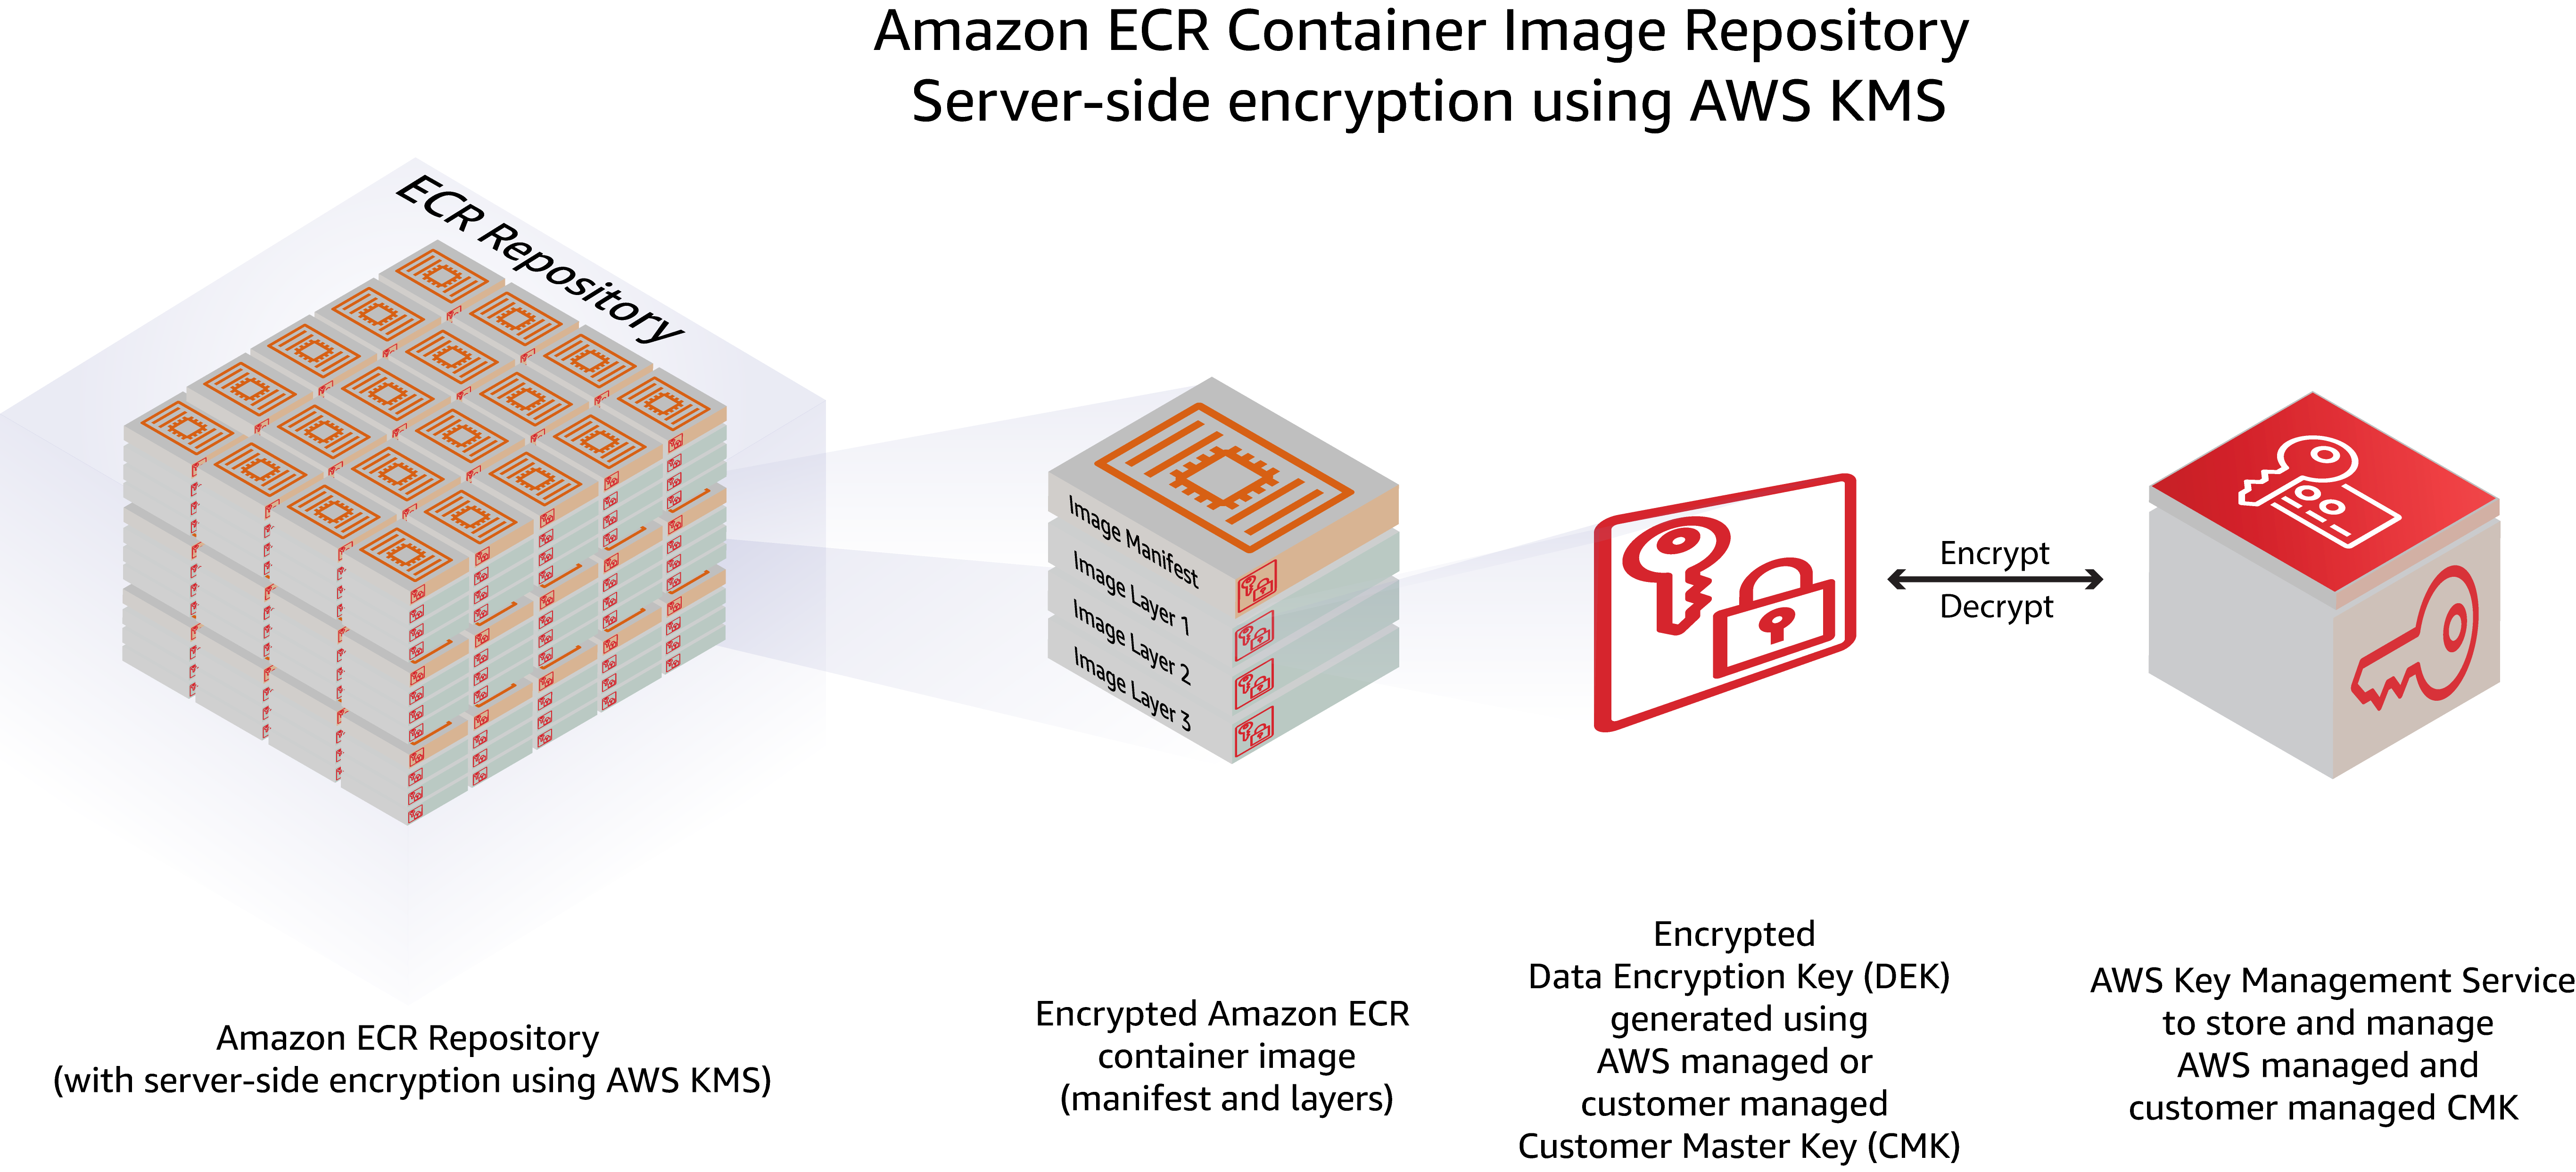 Amazon ECR Container Image Repository
Server-side encryption using AWS KMS
ECR Repository
Image Manifest
Image Layer 1
Image Layer 2
Image Layer 3
Encrypt
Decrypt
Amazon ECR Repository
(with server-side encryption using AWS KMS)
Encrypted Amazon ECR
container image
(manifest and layers)
Encrypted
Data Encryption Key (DEK)
generated using
AWS managed or
customer managed
Customer Master Key (CMK)
AWS Key Management Service
to store and manage
AWS managed and
customer managed CMK